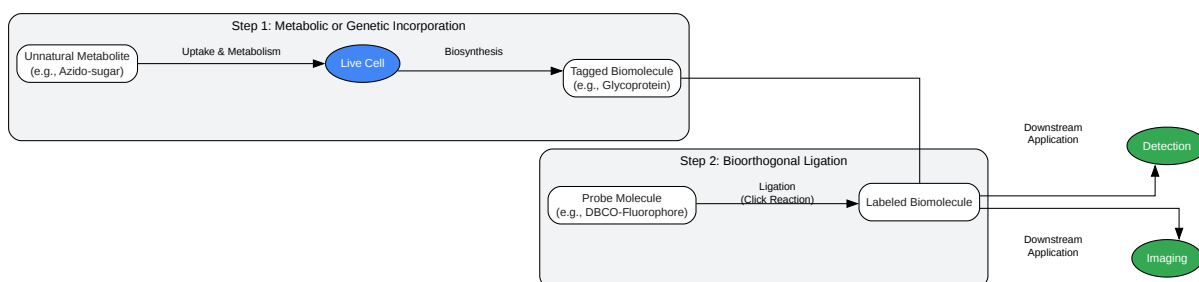 Step 1: Metabolic or Genetic Incorporation
Unnatural Metabolite
(e.g., Azido-sugar)
Uptake & Metabolism
Live Cell
Biosynthesis
Tagged Biomolecule
(e.g., Glycoprotein)
Step 2: Bioorthogonal Ligation
Probe Molecule
(e.g., DBCO-Fluorophore)
Ligation
(Click Reaction)
Labeled Biomolecule
Downstream
Application
Detection
Downstream
Application
Imaging